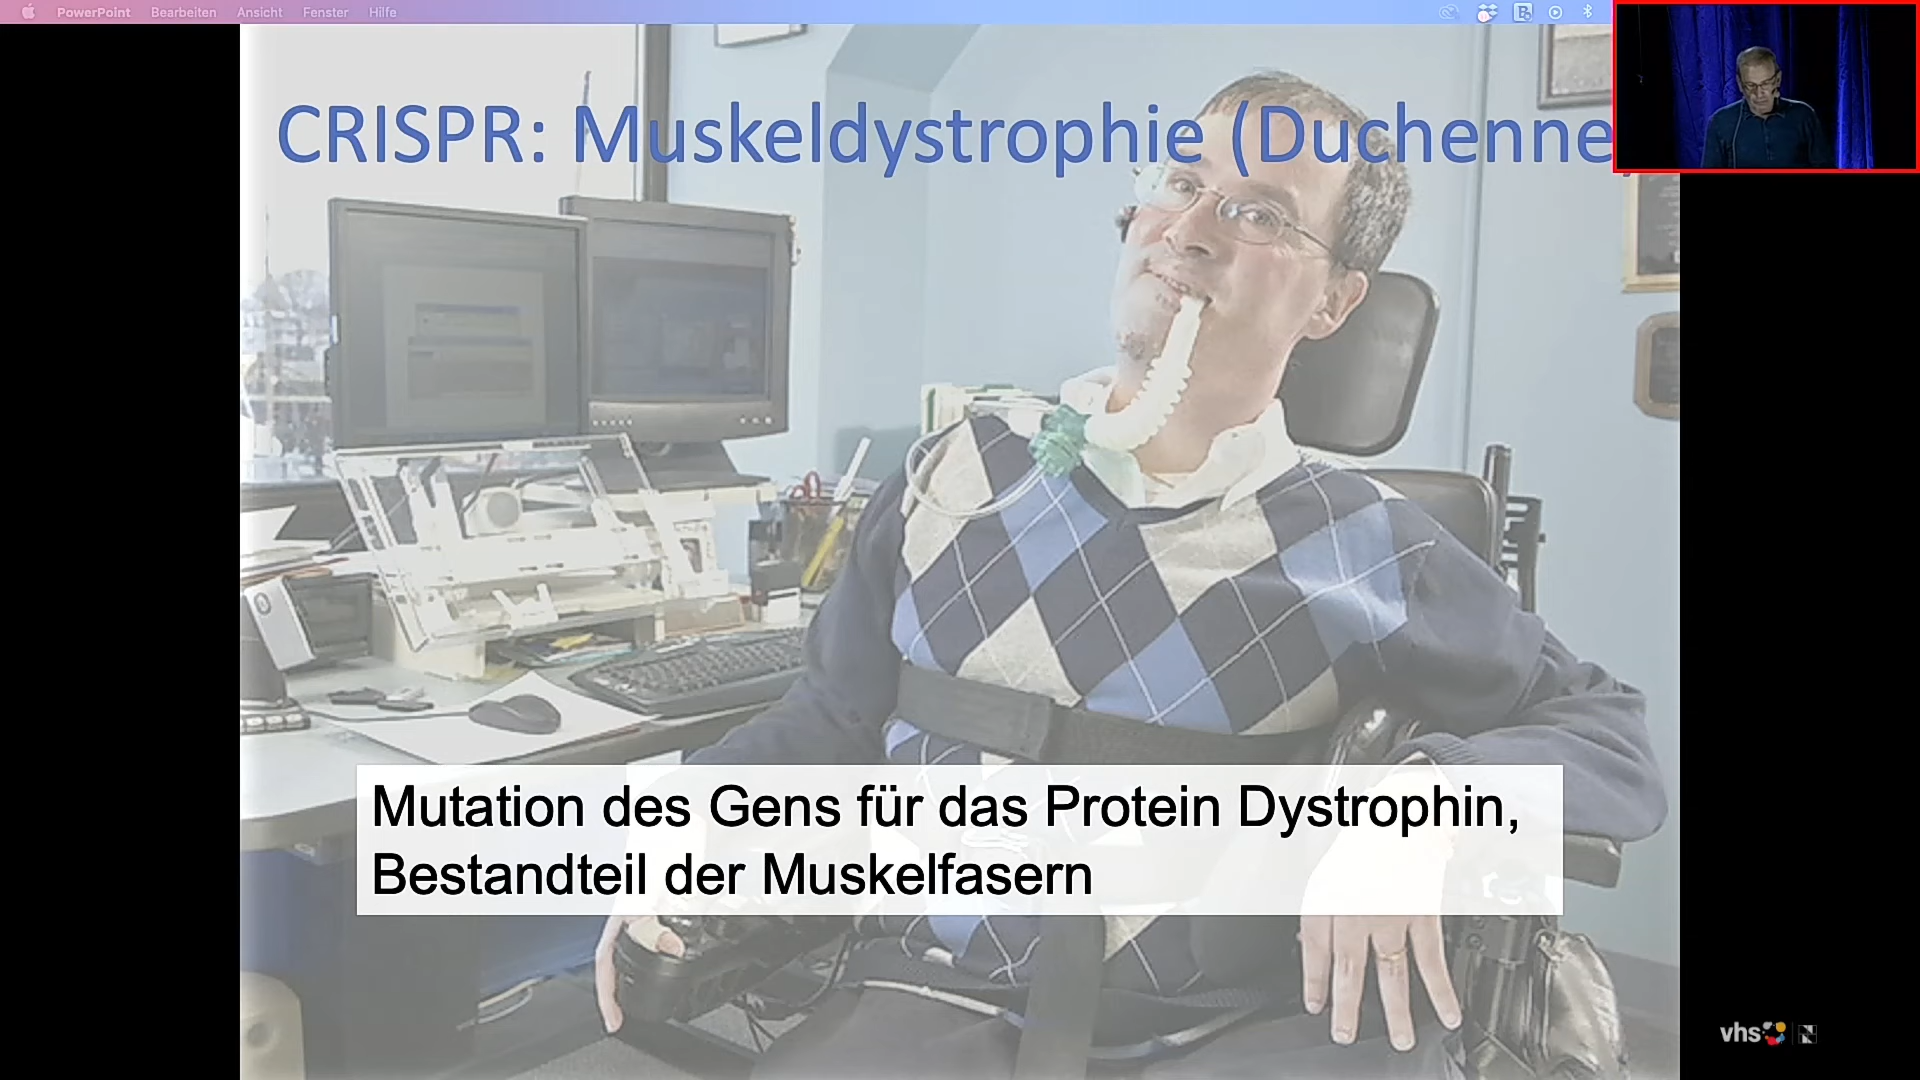 PowerPoint Bearbeiten Ansicht Fenster Hilfe
CRISPR: Muskeldystrophie (Duchenne
Mutation des Gens für das Protein Dystrophin,
Bestandteil der Muskelfasern
vhs